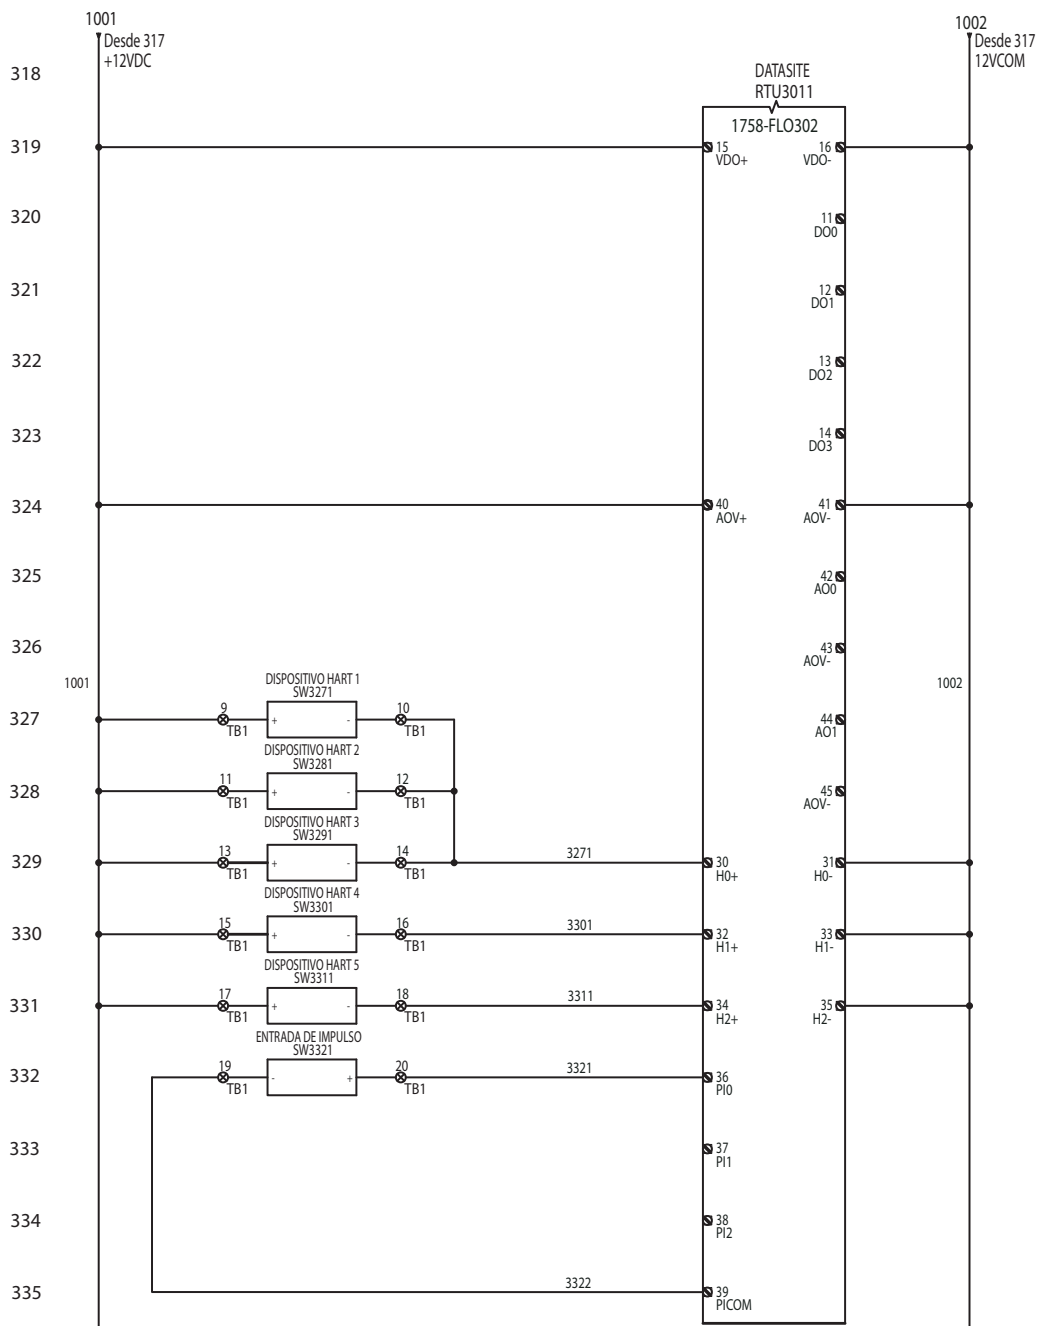 1001
Desde 317
+12VDC
1002
Desde 317
12VCOM
318
DATASITE
RTU3011
1758-FLO302
319
15
VDO+
16
VDO-
320
11
DO0
321
12
DO1
322
13
DO2
323
14
DO3
324
40
AOV+
41
AOV-
325
42
AO0
326
43
AOV-
1001
1002
DISPOSITIVO HART 1
SW3271
327
9
TB1
+
-
10
TB1
44
AO1
DISPOSITIVO HART 2
SW3281
328
11
TB1
+
-
12
TB1
45
AOV-
DISPOSITIVO HART 3
SW3291
329
13
TB1
+
-
14
TB1
3271
30
H0+
31
H0-
DISPOSITIVO HART 4
SW3301
330
15
TB1
+
-
16
TB1
3301
32
H1+
33
H1-
DISPOSITIVO HART 5
SW3311
331
17
TB1
+
-
18
TB1
3311
34
H2+
35
H2-
ENTRADA DE IMPULSO
SW3321
332
19
TB1
-
+
20
TB1
3321
36
PI0
333
37
PI1
334
38
PI2
335
3322
39
PICOM